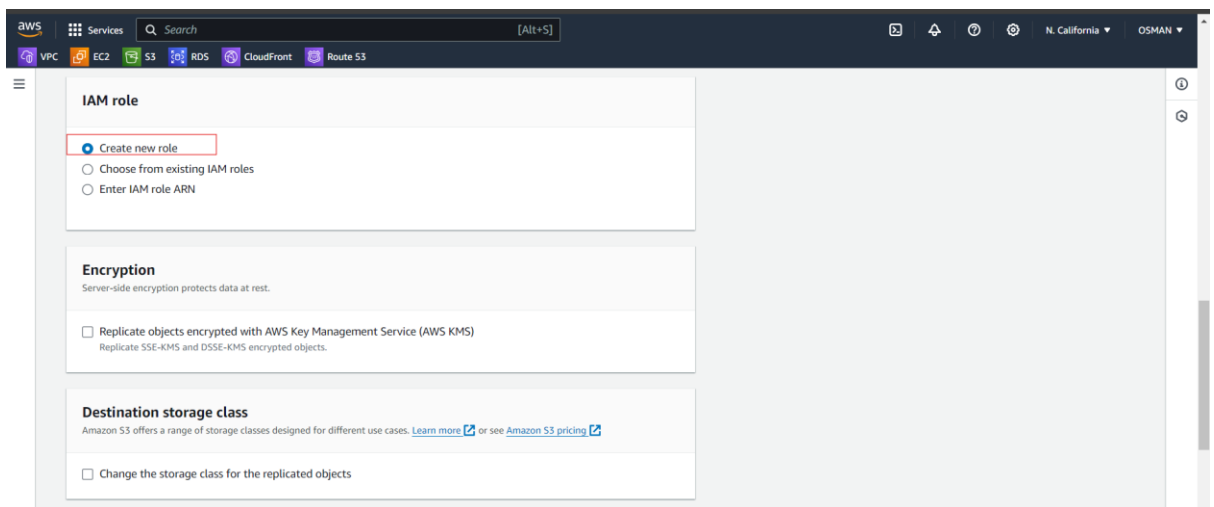 aws Services Search [Alt+S] N. California ▼ OSMAN ▼
VPC EC2 S3 RDS CloudFront Route 53
IAM role
Create new role
Choose from existing IAM roles
Enter IAM role ARN
Encryption
Server-side encryption protects data at rest.
Replicate objects encrypted with AWS Key Management Service (AWS KMS)
Replicate SSE-KMS and DSSE-KMS encrypted objects.
Destination storage class
Amazon S3 offers a range of storage classes designed for different use cases. Learn more or see Amazon S3 pricing
Change the storage class for the replicated objects